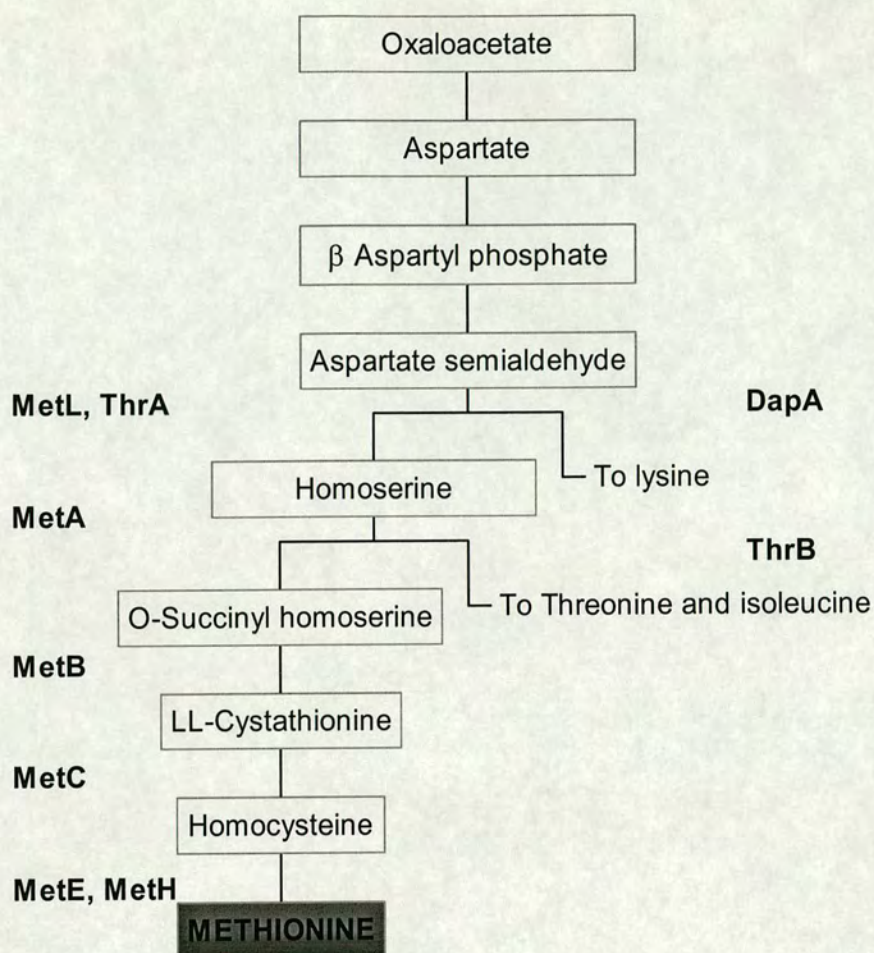 Oxaloacetate
Aspartate
β Aspartyl phosphate
Aspartate semialdehyde
MetL, ThrA
DapA
To lysine
Homoserine
MetA
ThrB
To Threonine and isoleucine
O-Succinyl homoserine
MetB
LL-Cystathionine
MetC
Homocysteine
MetE, MetH
METHIONINE